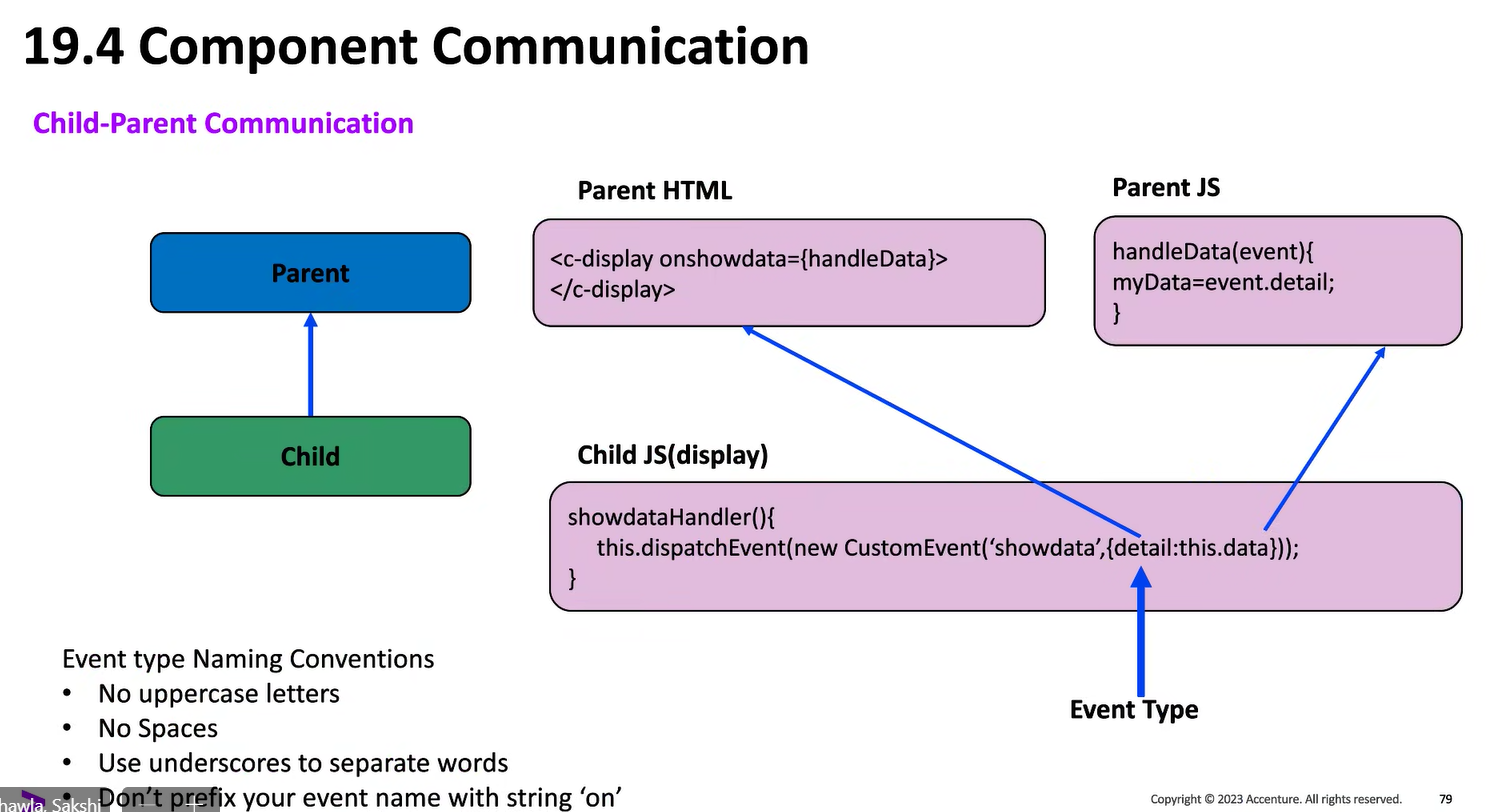 19.4 Component Communication
Child-Parent Communication
Parent HTML
<c-display onshowdata={handleData}>
</c-display>
Parent JS
handleData(event){
myData=event.detail;
}
Parent
Child
Child JS(display)
showdataHandler(){
this.dispatchEvent(new CustomEvent(‘showdata’,{detail:this.data}));
}
Event Type
Event type Naming Conventions
• No uppercase letters
• No Spaces
• Use underscores to separate words
• Don’t prefix your event name with string ‘on’
hawla, Sakshi
Copyright © 2023 Accenture. All rights reserved.
79